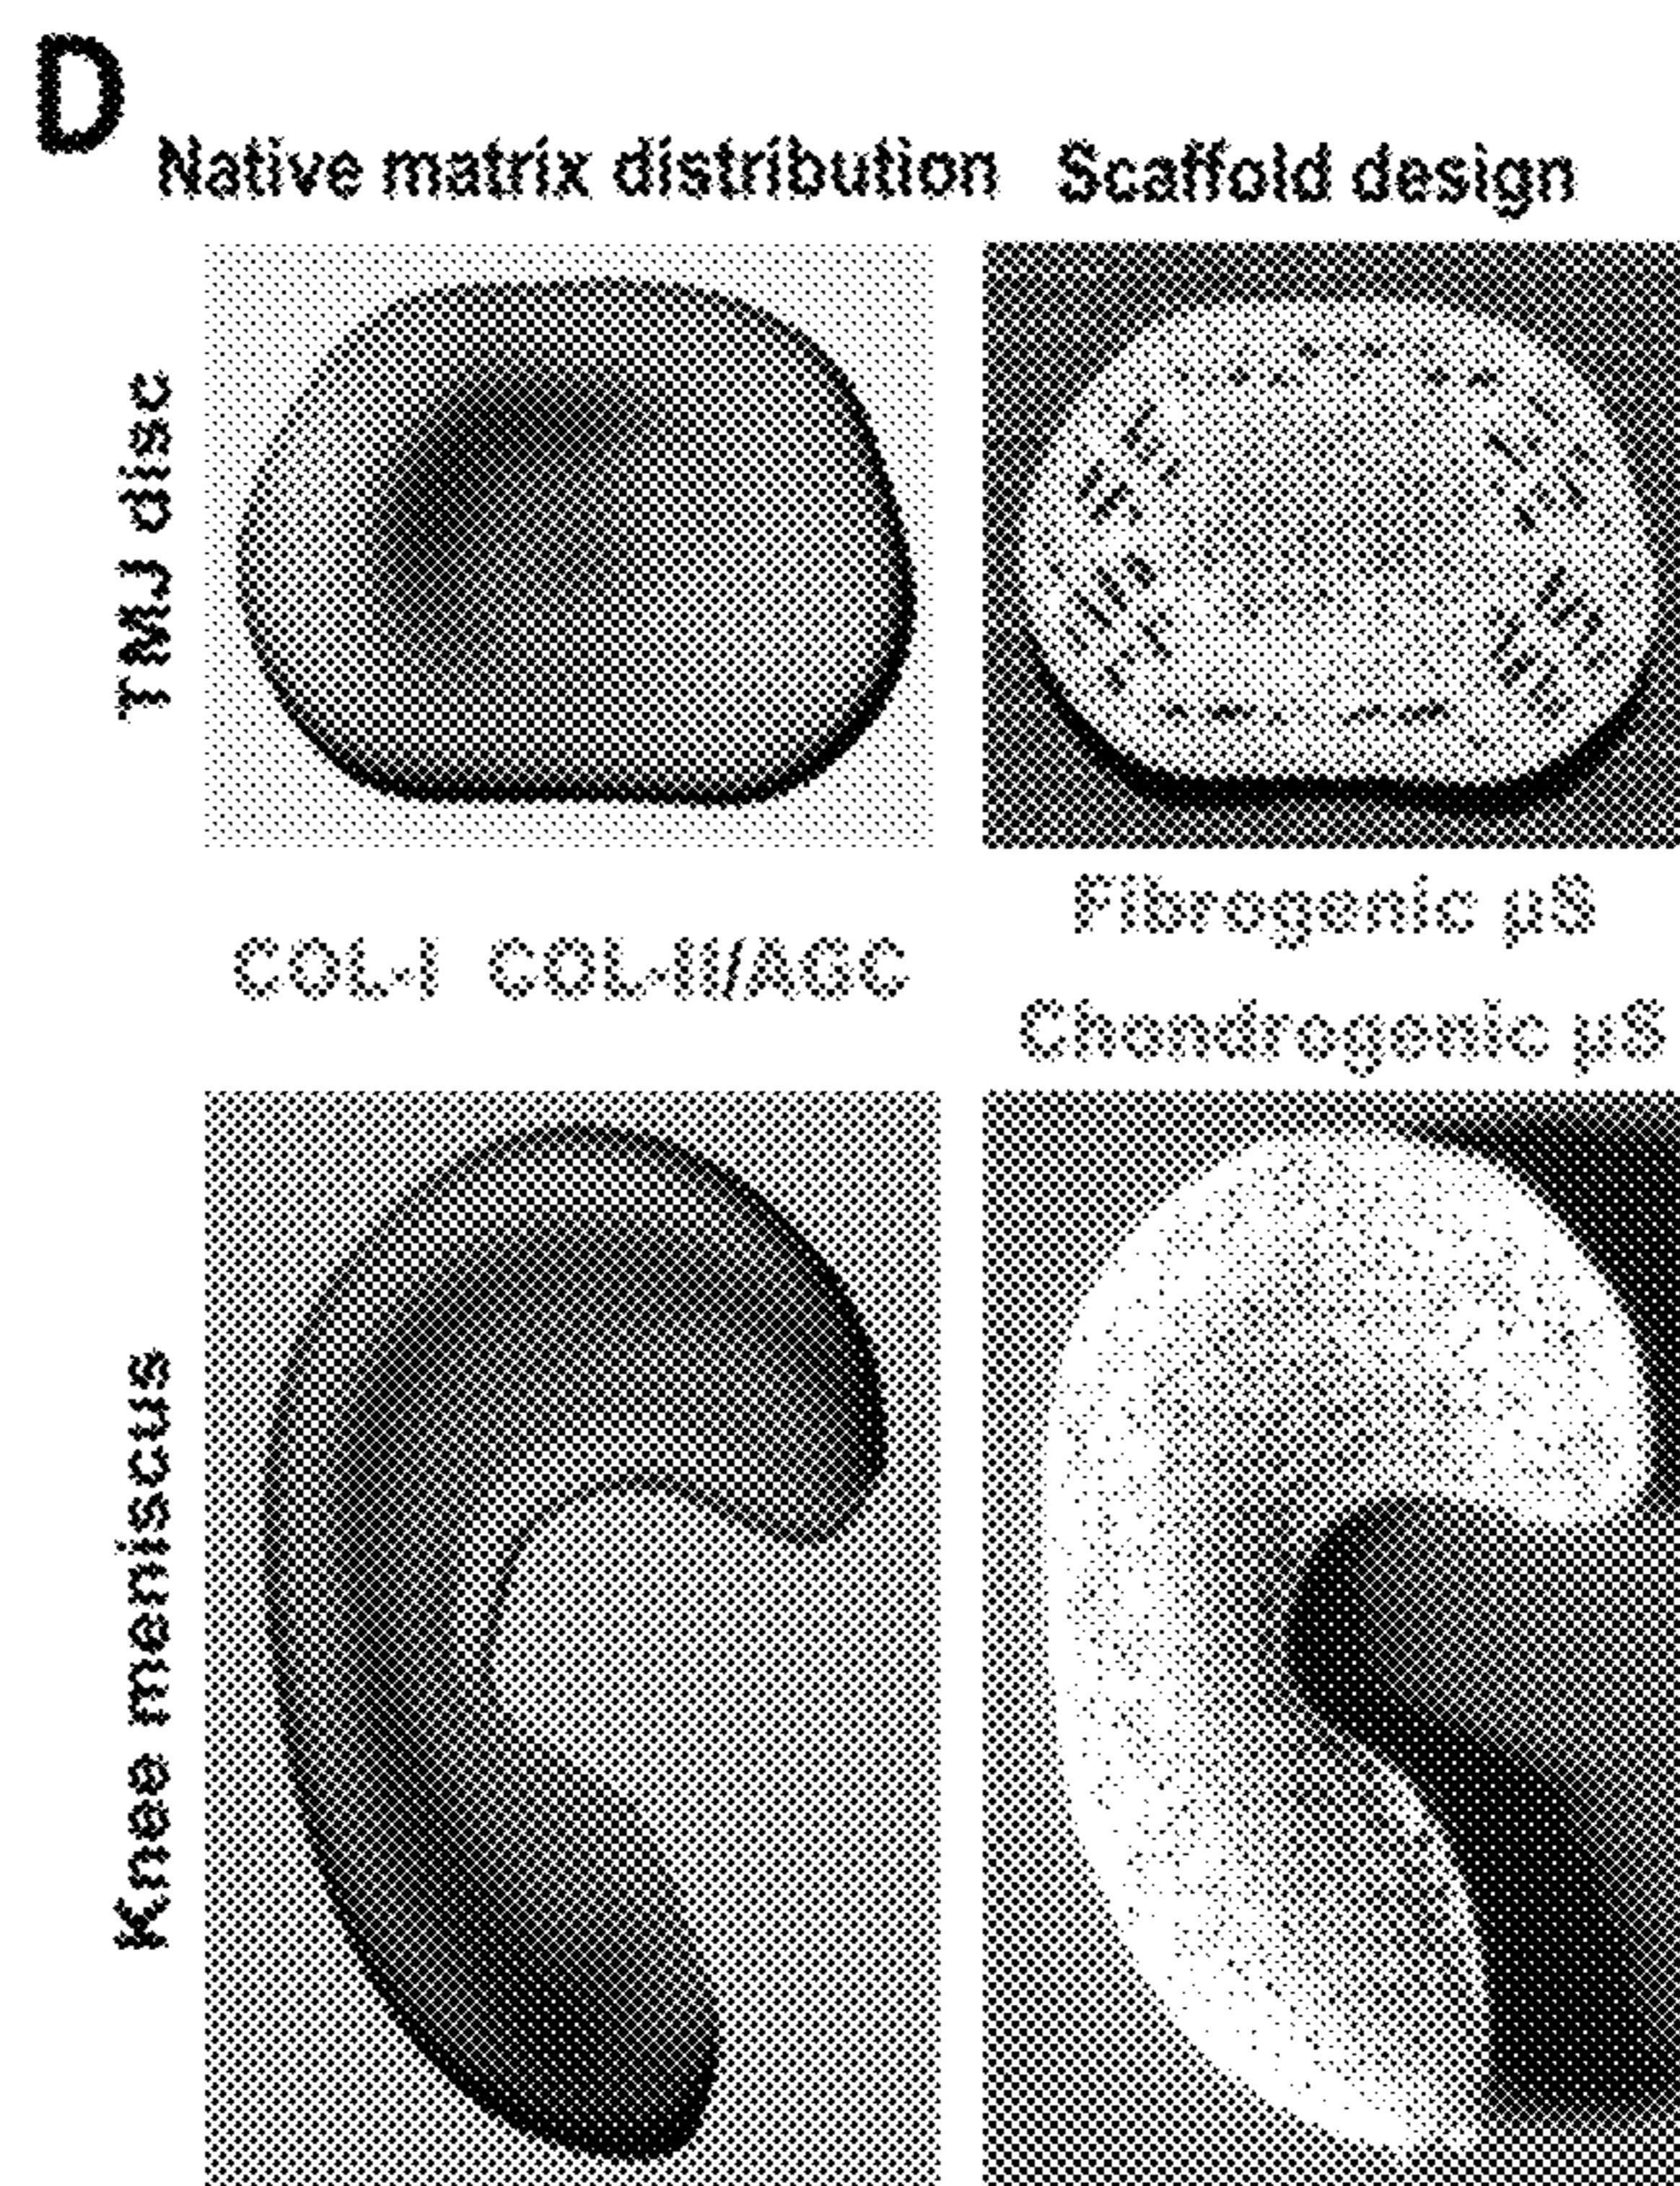 D
Native matrix distribution
Scaffold design
TMJ disc
Fibrogenic µS
COL-I COL-II/AGC
Chondrogenic µS
Knee meniscus